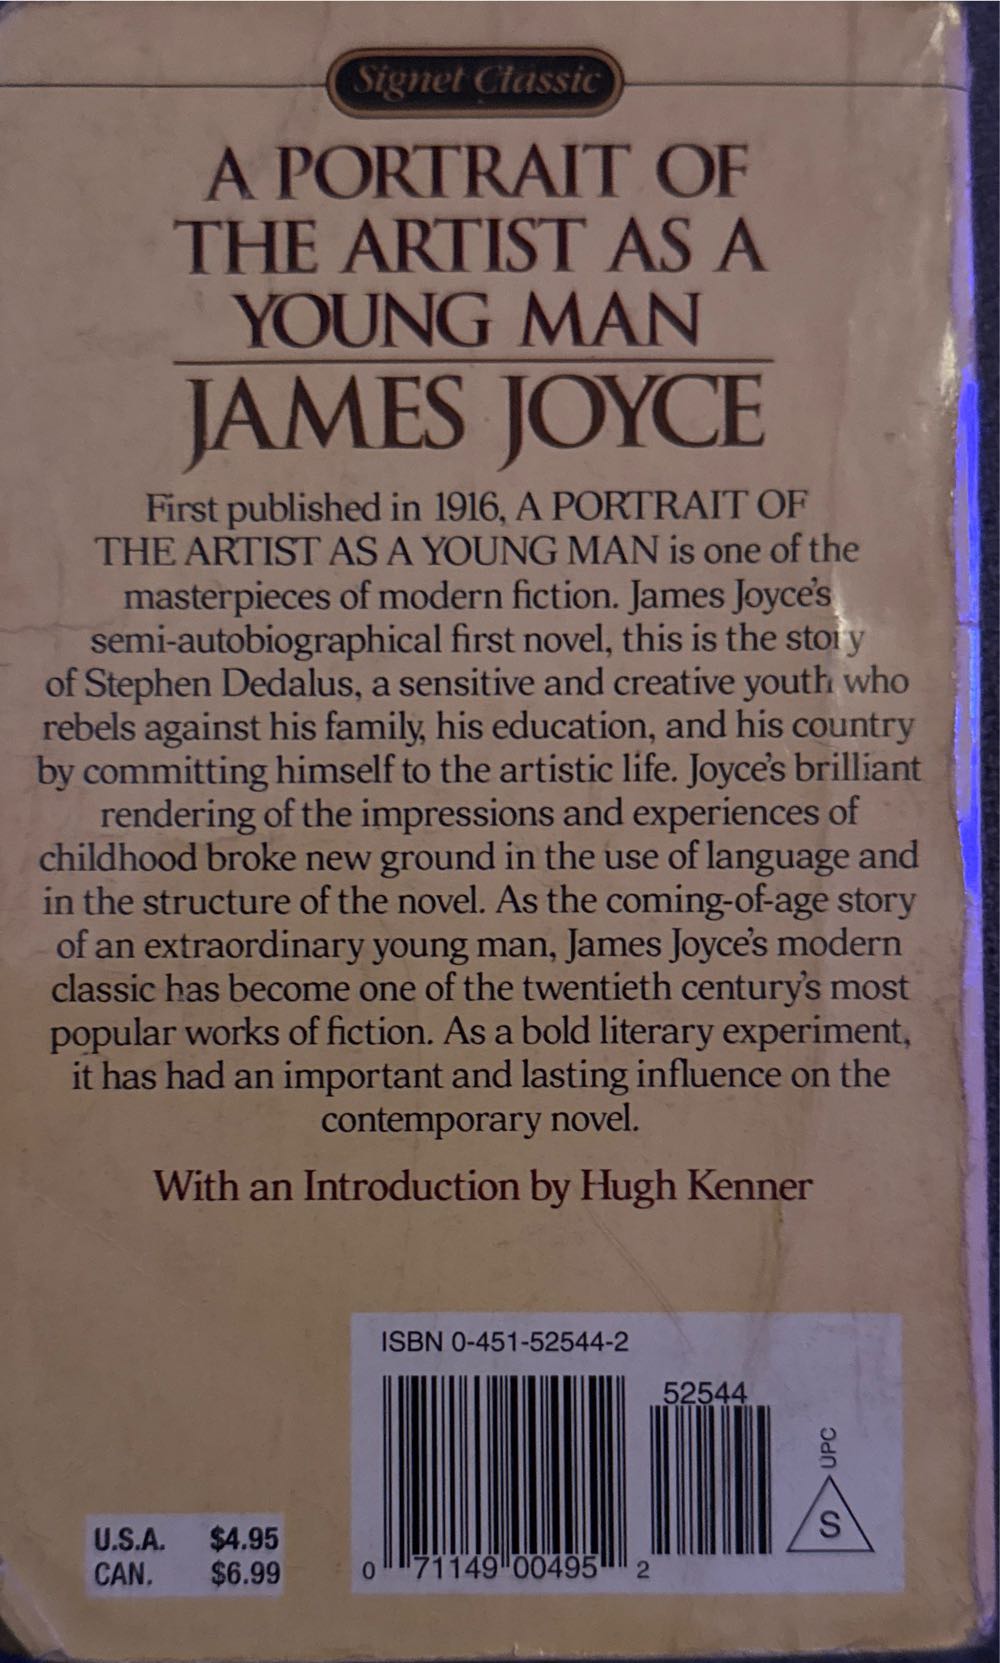 Signet Classic
A PORTRAIT OF
THE ARTIST AS A
YOUNG MAN
JAMES JOYCE
First published in 1916, A PORTRAIT OF
THE ARTIST AS A YOUNG MAN is one of the
masterpieces of modern fiction. James Joyce's
semi-autobiographical first novel, this is the story
of Stephen Dedalus, a sensitive and creative youth who
rebels against his family, his education, and his country
by committing himself to the artistic life. Joyce's brilliant
rendering of the impressions and experiences of
childhood broke new ground in the use of language and
in the structure of the novel. As the coming-of-age story
of an extraordinary young man, James Joyce's modern
classic has become one of the twentieth century's most
popular works of fiction. As a bold literary experiment,
it has had an important and lasting influence on the
contemporary novel.
With an Introduction by Hugh Kenner
ISBN 0-451-52544-2
52544
UPC
S
0 71149 00495 2
U.S.A. $4.95
CAN. $6.99